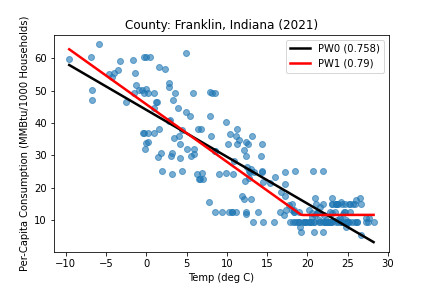 County: Franklin, Indiana (2021)
PW0 (0.758)
PW1 (0.79)
Per-Capita Consumption (MMBtu/1000 Households)
60
50
40
30
20
10
−10 −5 0 5 10 15 20 25 30
Temp (deg C)